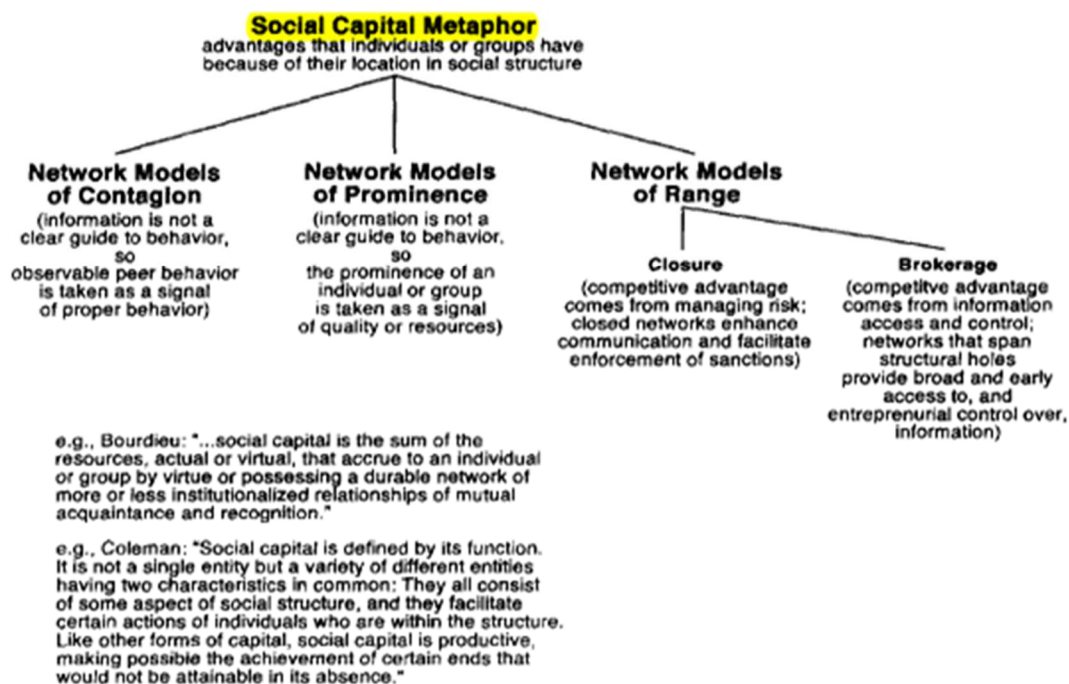 Social Capital Metaphor
advantages that individuals or groups have
because of their location in social structure
Network Models
of Contagion
(information is not a
clear guide to behavior,
so
observable peer behavior
is taken as a signal
of proper behavior)
Network Models
of Prominence
(information is not a
clear guide to behavior,
so
the prominence of an
individual or group
is taken as a signal
of quality or resources)
Network Models
of Range
Closure
(competitive advantage
comes from managing risk;
closed networks enhance
communication and facilitate
enforcement of sanctions)
Brokerage
(competitve advantage
comes from information
access and control;
networks that span
structural holes
provide broad and early
access to, and
entreprenurial control over,
information)
e.g., Bourdieu: "...social capital is the sum of the
resources, actual or virtual, that accrue to an individual
or group by virtue or possessing a durable network of
more or less institutionalized relationships of mutual
acquaintance and recognition."
e.g., Coleman: "Social capital is defined by its function.
It is not a single entity but a variety of different entities
having two characteristics in common: They all consist
of some aspect of social structure, and they facilitate
certain actions of individuals who are within the structure.
Like other forms of capital, social capital is productive,
making possible the achievement of certain ends that
would not be attainable in its absence."